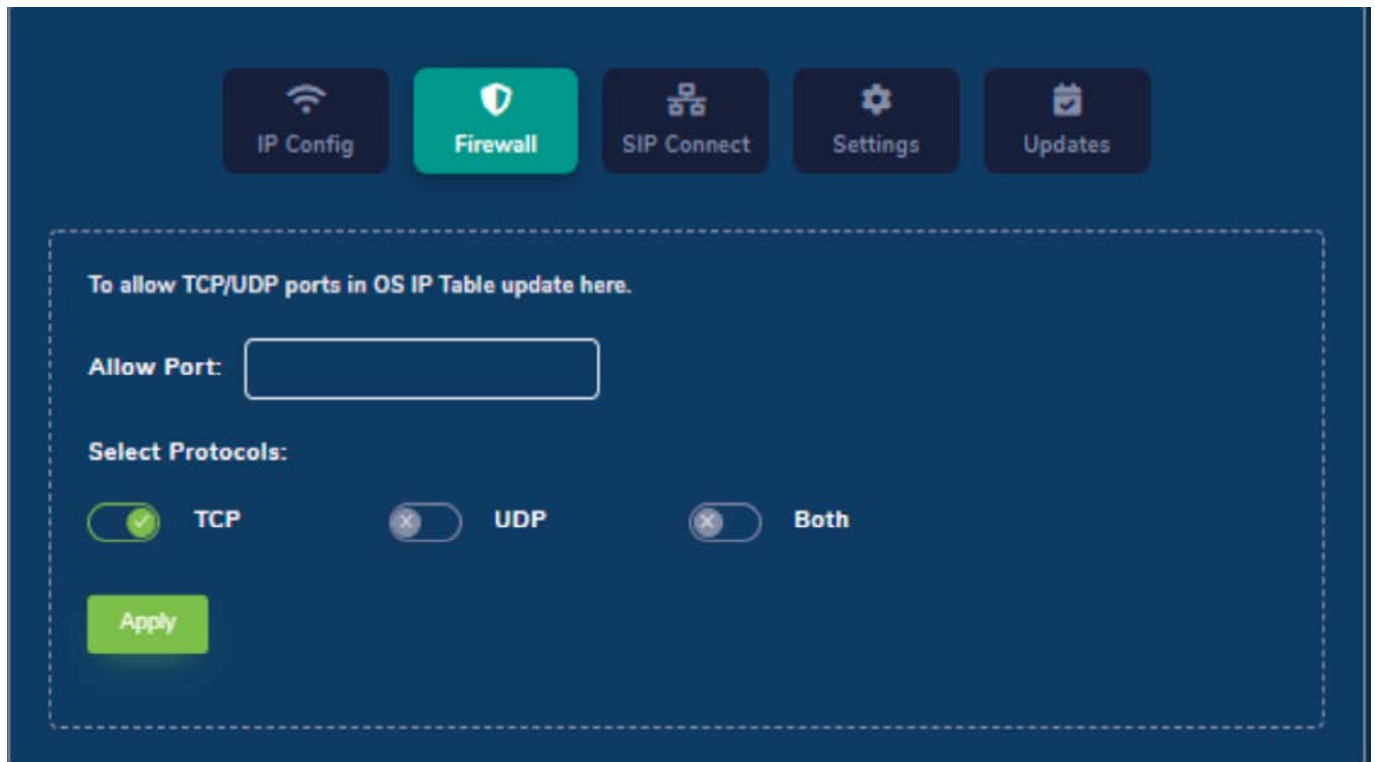 IP Config
Firewall
SIP Connect
Settings
Updates
To allow TCP/UDP ports in OS IP Table update here.
Allow Port:
Select Protocols:
TCP UDP Both
Apply